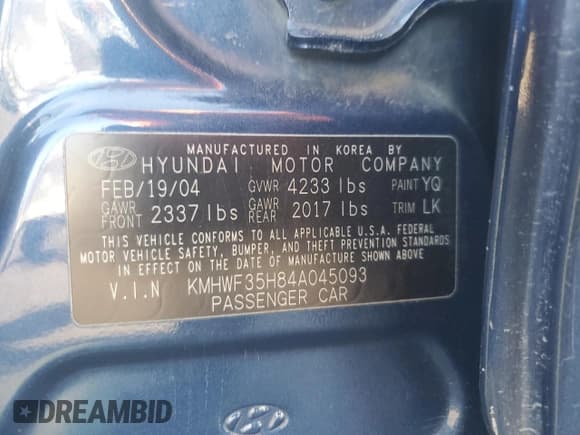 MANUFACTURED IN KOREA BY
HYUNDAI MOTOR COMPANY
FEB/19/04 GVWR 4233 lbs PAINT YQ
GAWR FRONT 2337 lbs GAWR REAR 2017 lbs TRIM LK
THIS VEHICLE CONFORMS TO ALL APPLICABLE U.S.A. FEDERAL
MOTOR VEHICLE SAFETY, BUMPER, AND THEFT PREVENTION STANDARDS
IN EFFECT ON THE DATE OF MANUFACTURE SHOWN ABOVE.
V.I.N KMHWF35H84A045093
PASSENGER CAR
DREAMBID